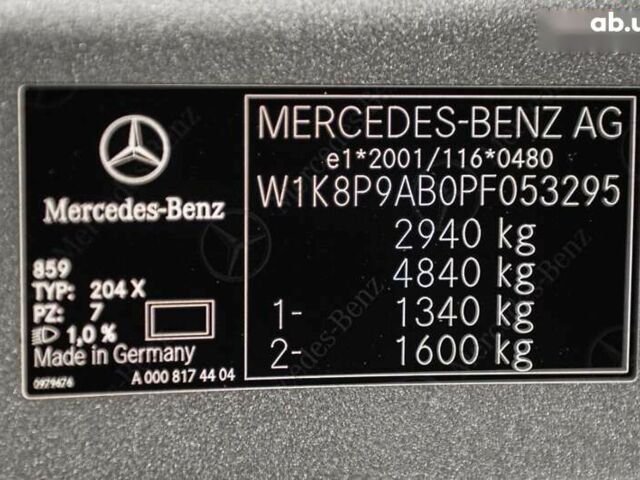 ab.u
Mercedes-Benz
859
TYP: 204 X
PZ: 7
1,0 %
Made in Germany
0979476
A 000 817 44 04
MERCEDES-BENZ AG
e1*2001/116*0480
W1K8P9AB0PF053295
2940 kg
4840 kg
1- 1340 kg
2- 1600 kg